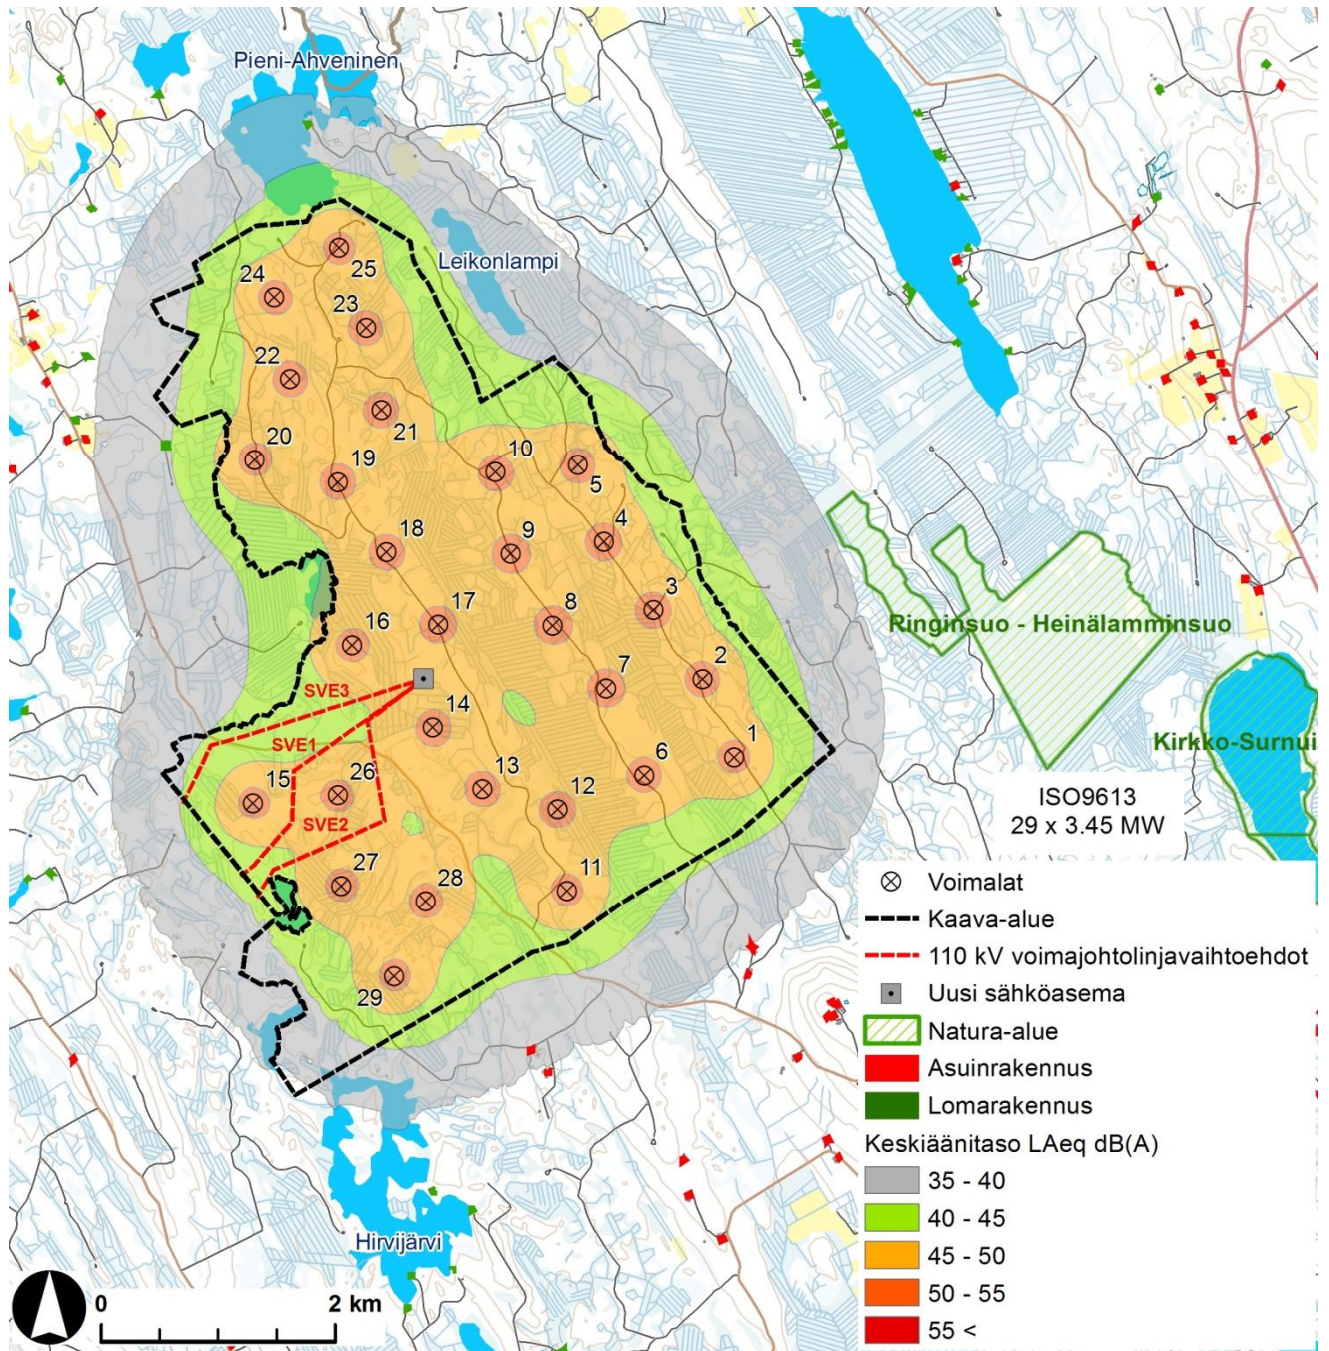 Pieni-Ahveninen
Leikonlampi
25
24
23
22
21
20
19
10
5
18
9
4
17
8
3
16
7
2
SVE3
14
SVE1
1
15
26
13
12
6
SVE2
27
28
11
29
Ringinsuo - Heinälamminsuo
Kirkko-Surnui
ISO9613
29 x 3.45 MW
Voimalat
Kaava-alue
110 kV voimajohtolinjavaihtoehdot
Uusi sähköasema
Natura-alue
Asuinrakennus
Lomarakennus
Keskiäänitaso LAeq dB(A)
35 - 40
40 - 45
45 - 50
50 - 55
55 <
Hirvijärvi
0 2 km